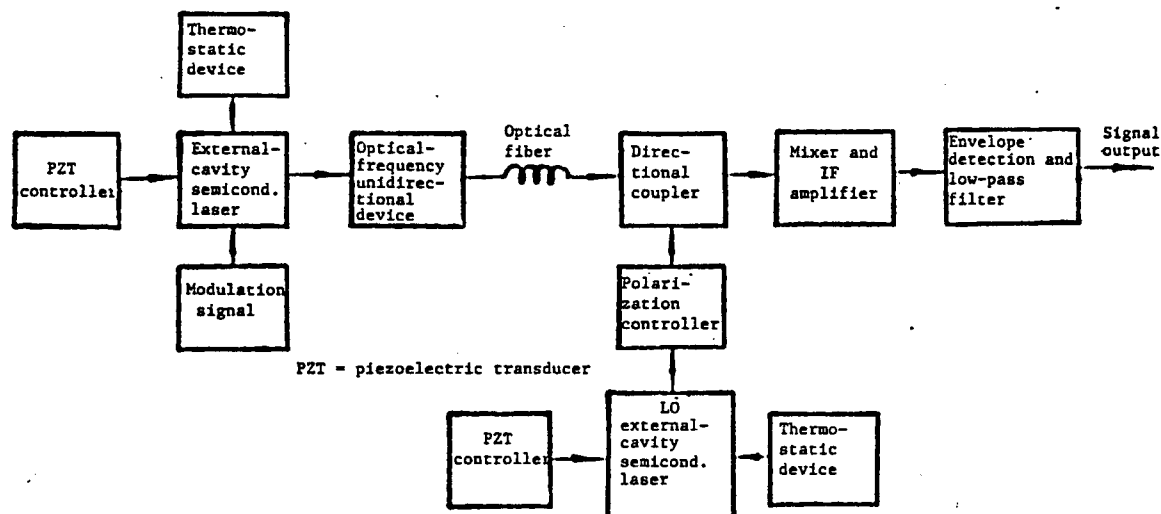 Thermo-
static
device
PZT
controller
External-
cavity
semicond.
laser
Optical-
frequency
unidirec-
tional
device
Optical
fiber
Direc-
tional
coupler
Mixer and
IF
amplifier
Envelope
detection and
low-pass
filter
Signal
output
Modulation
signal
Polari-
zation
controller
PZT = piezoelectric transducer
PZT
controller
LO
external-
cavity
semicond.
laser
Thermo-
static
device